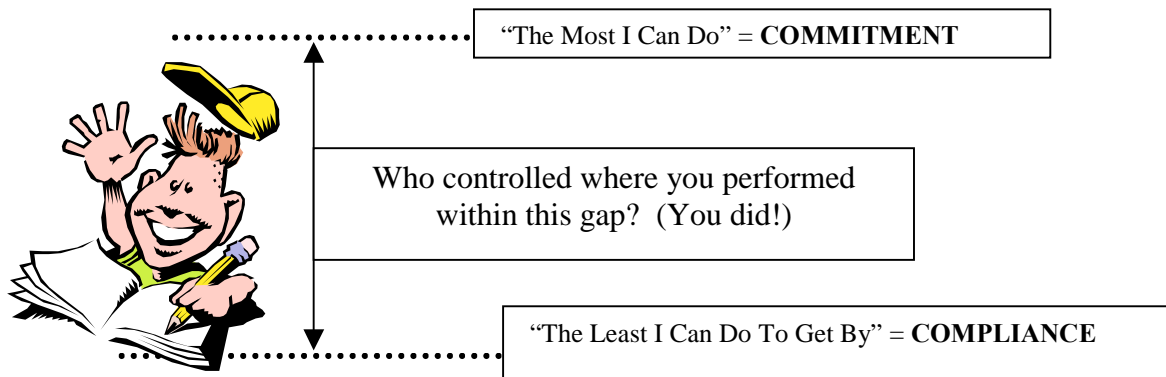 “The Most I Can Do” = COMMITMENT
Who controlled where you performed
within this gap?  (You did!)
“The Least I Can Do To Get By” = COMPLIANCE